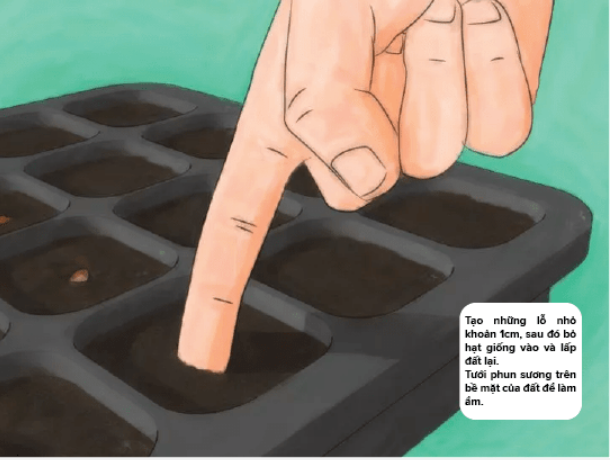 Tạo những lỗ nhỏ
khoản 1cm, sau đó bỏ
hạt giống vào và lấp
đất lại.
Tưới phun sương trên
bề mặt của đất để làm
ẩm.